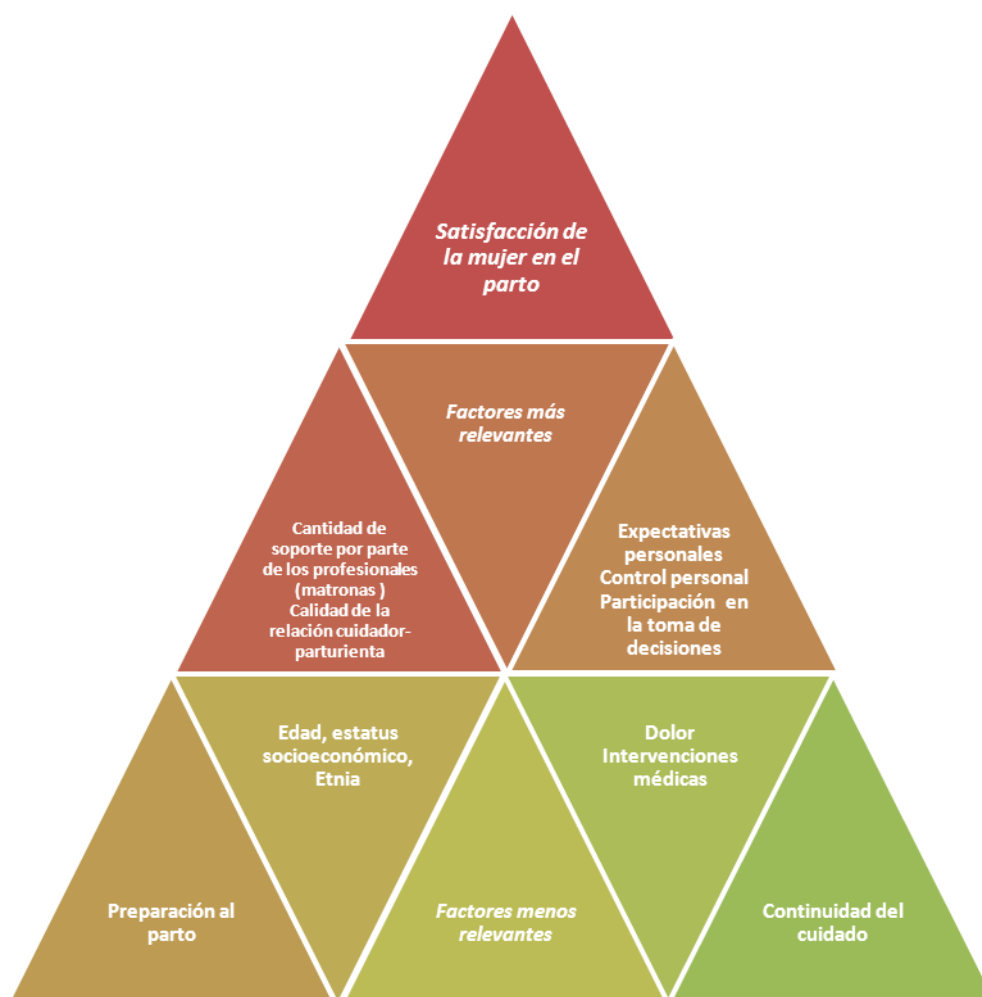 Satisfacción de
la mujer en el
parto
Factores más
relevantes
Cantidad de
soporte por parte
de los profesionales
(matronas )
Calidad de la
relación cuidador-
parturienta
Expectativas
personales
Control personal
Participación en
la toma de
decisiones
Edad, estatus
socioeconómico,
Etnia
Dolor
Intervenciones
médicas
Preparación al
parto
Factores menos
relevantes
Continuidad del
cuidado